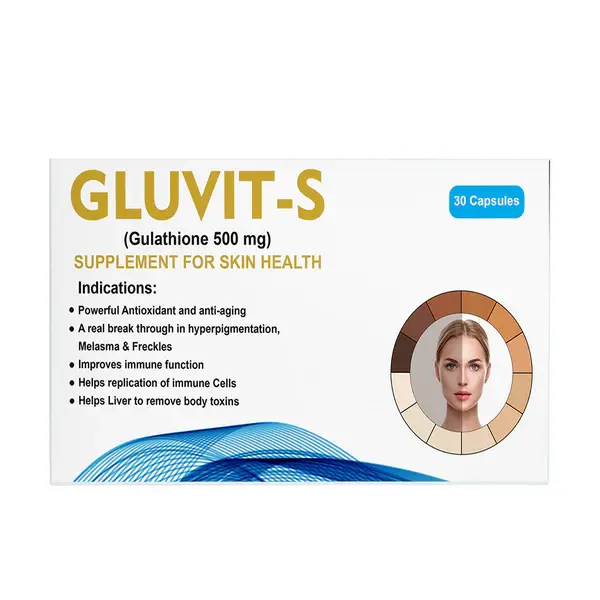 GLUVIT-S
30 Capsules
(Gulathione 500 mg)
SUPPLEMENT FOR SKIN HEALTH
Indications:
• Powerful Antioxidant and anti-aging
• A real break through in hyperpigmentation,
Melasma & Freckles
• Improves immune function
• Helps replication of immune Cells
• Helps Liver to remove body toxins